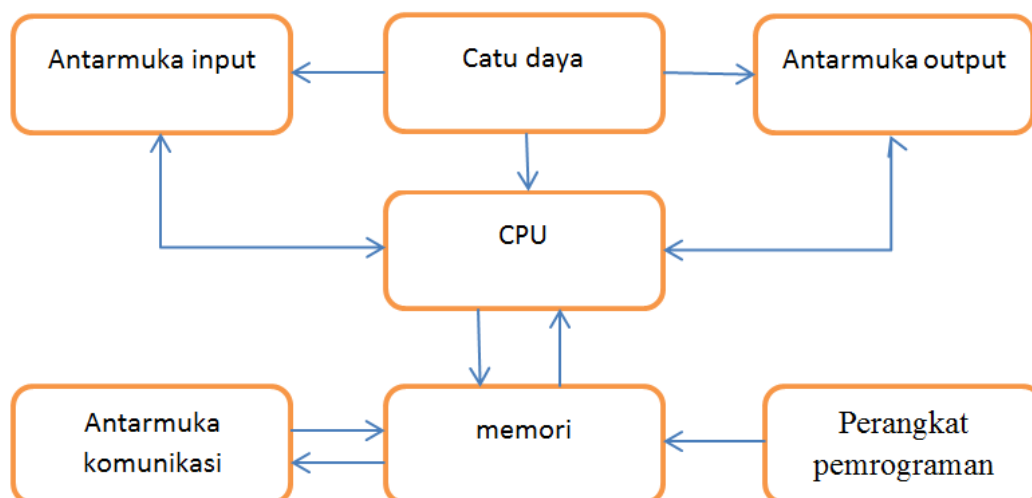 Antarmuka input
Catu daya
Antarmuka output
CPU
Antarmuka
komunikasi
memori
Perangkat
pemrograman